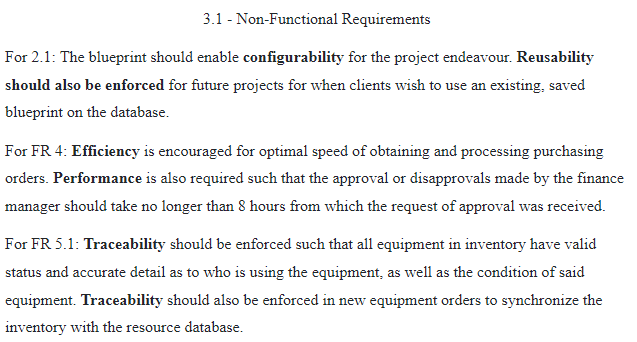 3.1 - Non-Functional Requirements
For 2.1: The blueprint should enable configurability for the project endeavour. Reusability
should also be enforced for future projects for when clients wish to use an existing, saved
blueprint on the database.
For FR 4: Efficiency is encouraged for optimal speed of obtaining and processing purchasing
orders. Performance is also required such that the approval or disapprovals made by the finance
manager should take no longer than 8 hours from which the request of approval was received.
For FR 5.1: Traceability should be enforced such that all equipment in inventory have valid
status and accurate detail as to who is using the equipment, as well as the condition of said
equipment. Traceability should also be enforced in new equipment orders to synchronize the
inventory with the resource database.